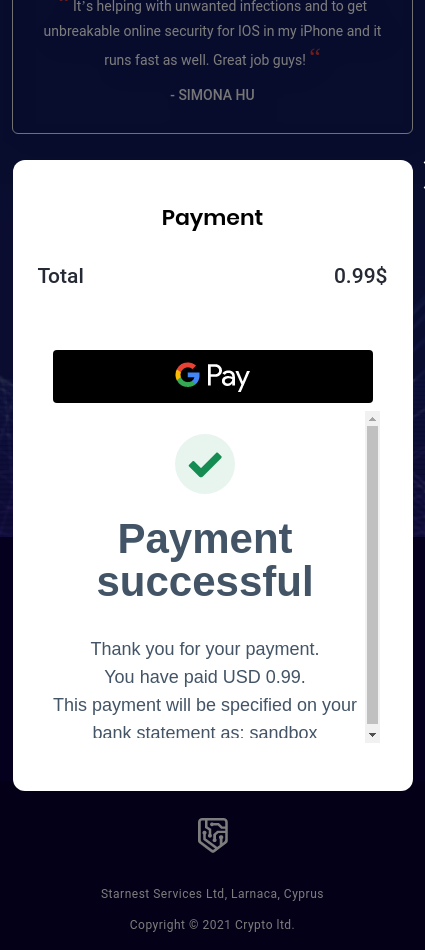 “ It's helping with unwanted infections and to get
unbreakable online security for IOS in my iPhone and it
runs fast as well. Great job guys! “
- SIMONA HU
Payment
Total 0.99$
G Pay
Payment
successful
Thank you for your payment.
You have paid USD 0.99.
This payment will be specified on your
bank statement as: sandbox
Starnest Services Ltd, Larnaca, Cyprus
Copyright © 2021 Crypto ltd.